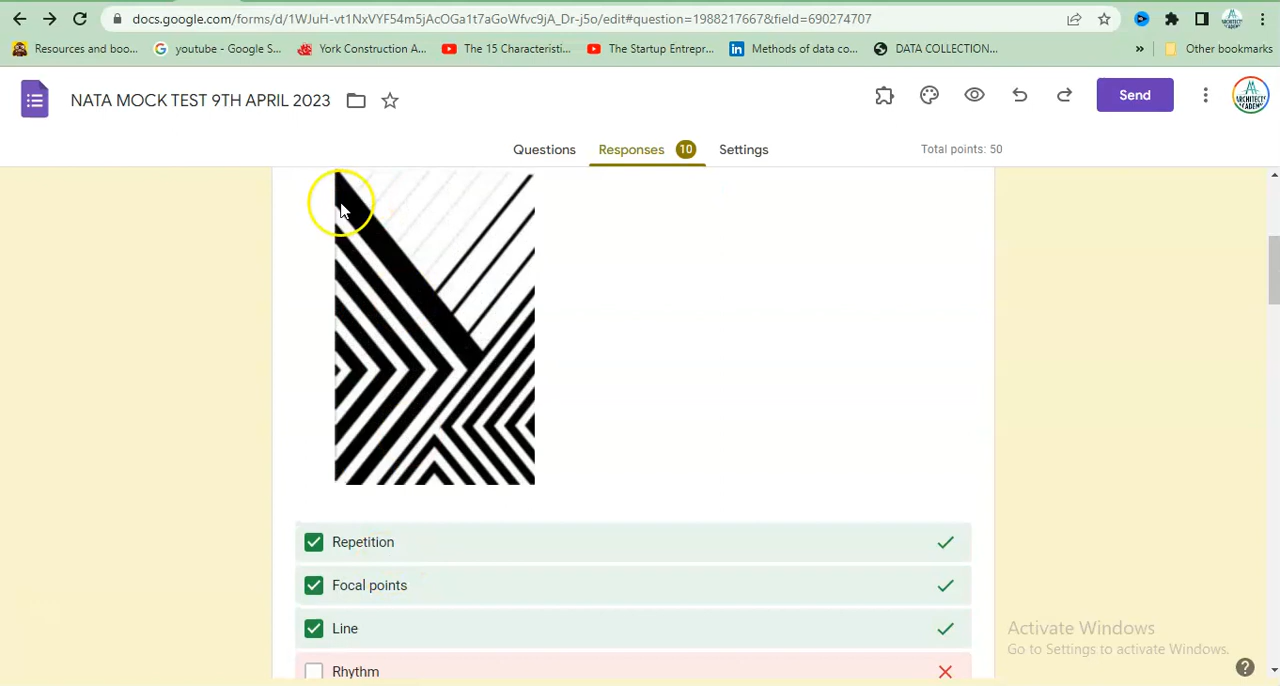 docs.google.com/forms/d/1WJuH-vt1NxVYF54m5jAcOGa1t7aGoWfvc9jA_Dr-j5o/edit#question=1988217667&field=690274707
Resources and boo...
youtube - Google S...
York Construction A...
The 15 Characteristi...
The Startup Entrepr...
Methods of data co...
DATA COLLECTION...
»
Other bookmarks
NATA MOCK TEST 9TH APRIL 2023
Send
ARCHITECT'S ACADEMY
Questions
Responses 10
Settings
Total points: 50
Repetition
Focal points
Line
Rhythm
Activate Windows
Go to Settings to activate Windows.